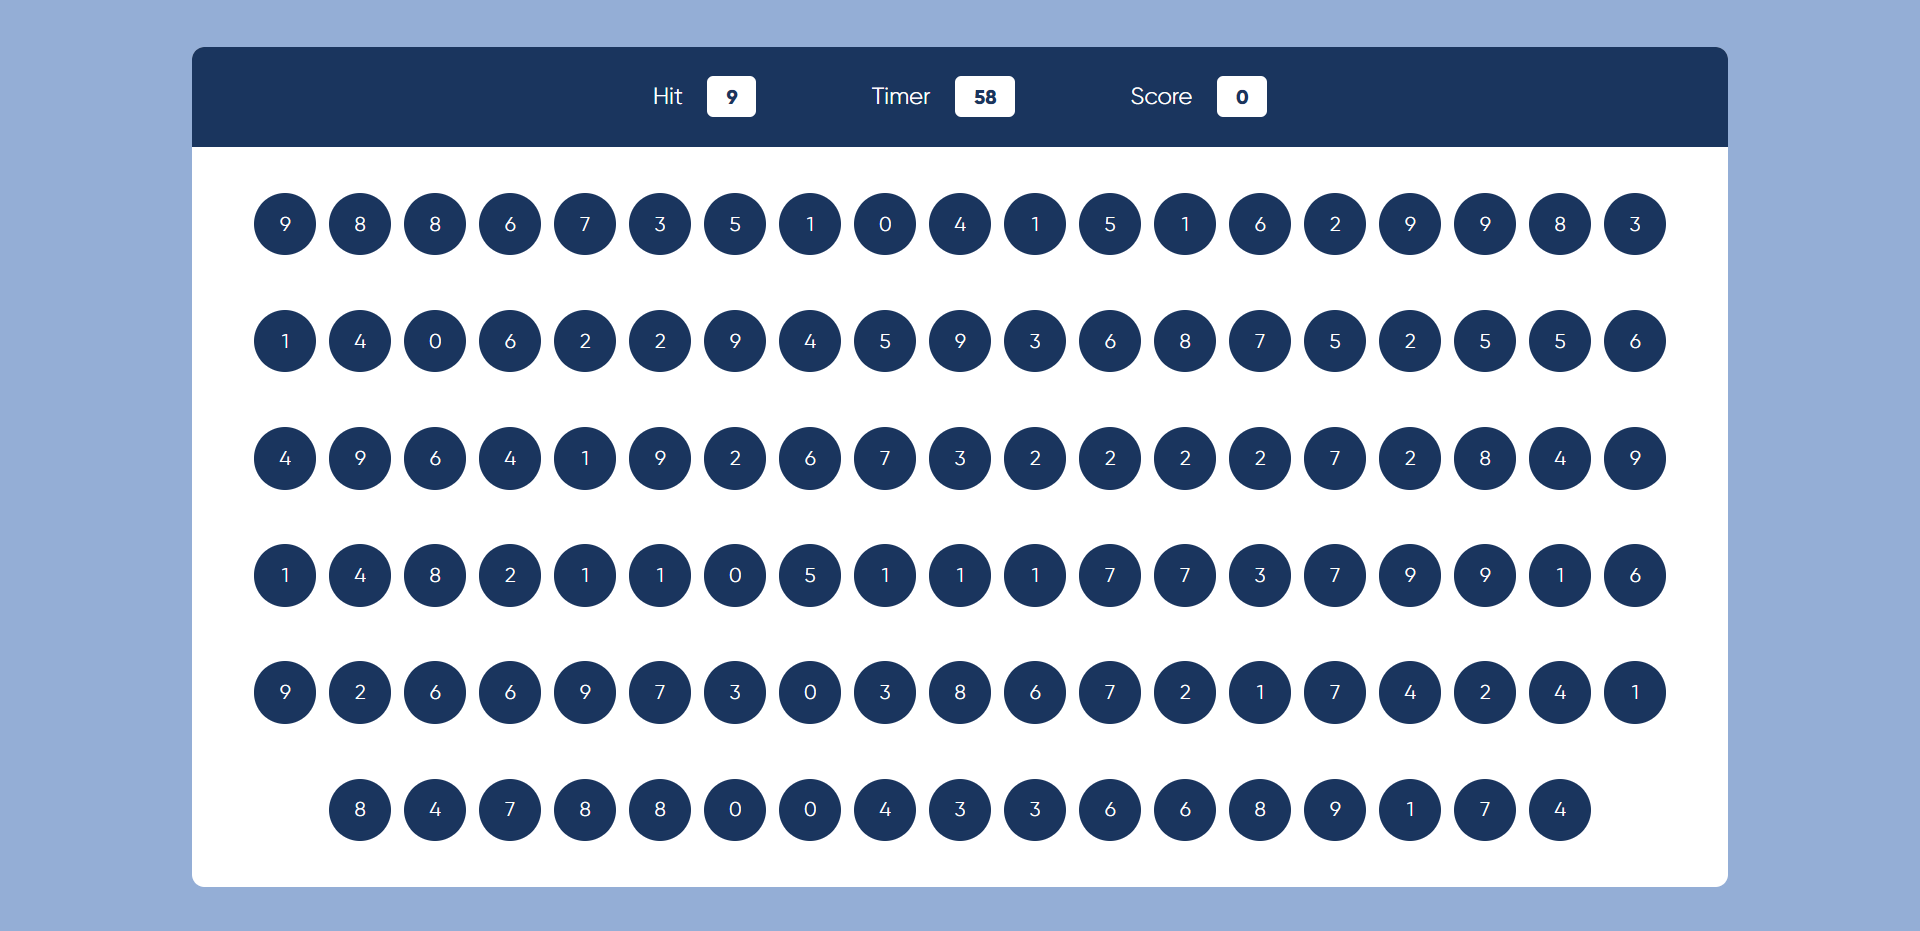 Hit 9 Timer 58 Score 0
9 8 8 6 7 3 5 1 0 4 1 5 1 6 2 9 9 8 3
1 4 0 6 2 2 9 4 5 9 3 6 8 7 5 2 5 5 6
4 9 6 4 1 9 2 6 7 3 2 2 2 2 7 2 8 4 9
1 4 8 2 1 1 0 5 1 1 1 7 7 3 7 9 9 1 6
9 2 6 6 9 7 3 0 3 8 6 7 2 1 7 4 2 4 1
8 4 7 8 8 0 0 4 3 3 6 6 8 9 1 7 4